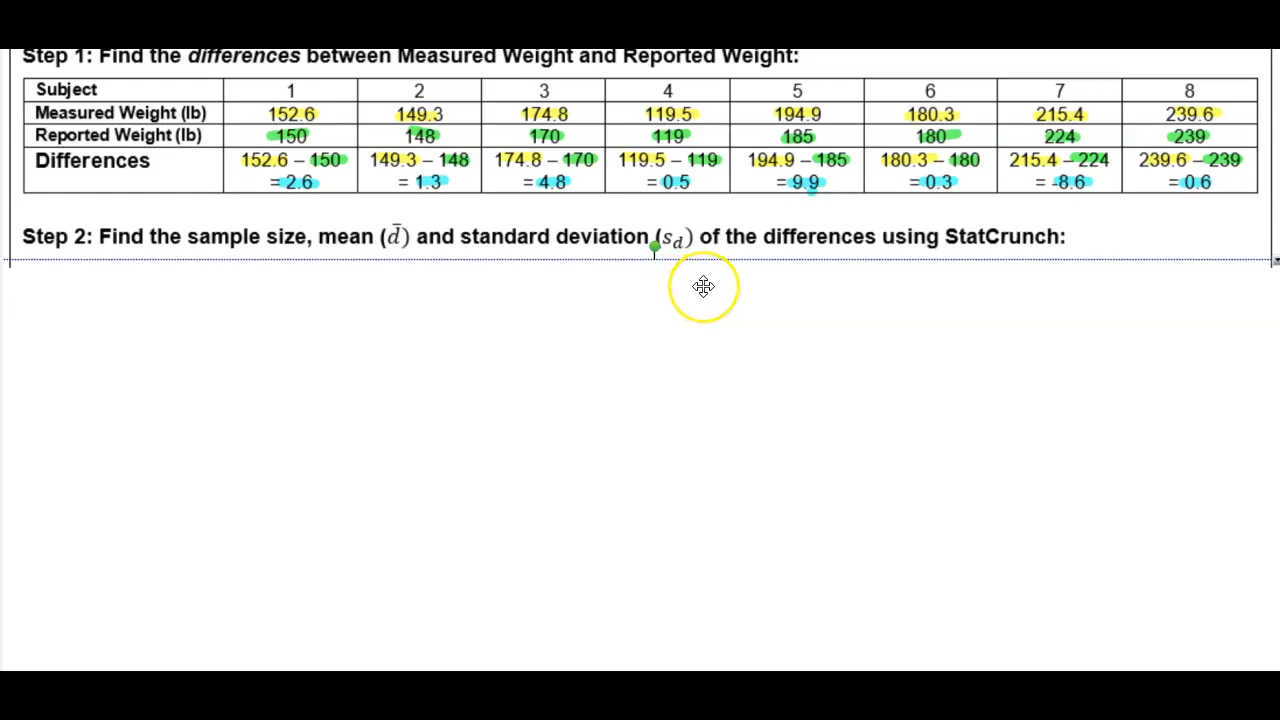 Step 1: Find the differences between Measured Weight and Reported Weight:
Subject 1 2 3 4 5 6 7 8
Measured Weight (lb) 152.6 149.3 174.8 119.5 194.9 180.3 215.4 239.6
Reported Weight (lb) 150 148 170 119 185 180 224 239
Differences 152.6 – 150 149.3 – 148 174.8 – 170 119.5 – 119 194.9 – 185 180.3 – 180 215.4 – 224 239.6 – 239
= 2.6 = 1.3 = 4.8 = 0.5 = 9.9 = 0.3 = -8.6 = 0.6
Step 2: Find the sample size, mean (d̄) and standard deviation (s_d) of the differences using StatCrunch: